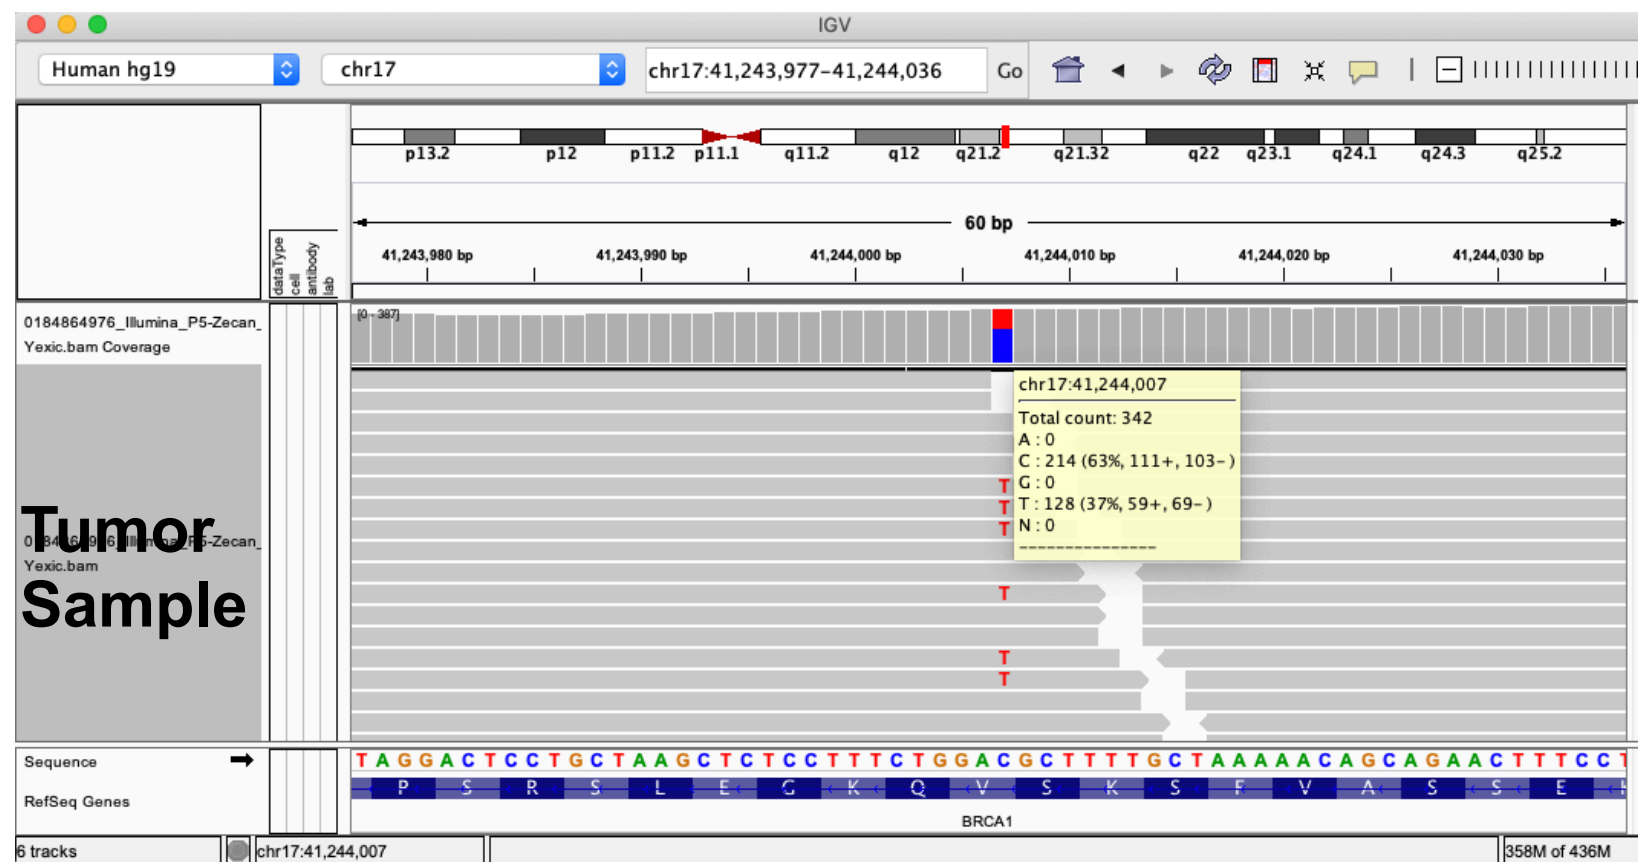 IGV
Human hg19
chr17
chr17:41,243,977-41,244,036
Go
p13.2 p12 p11.2 p11.1 q11.2 q12 q21.2 q21.32 q22 q23.1 q24.1 q24.3 q25.2
60 bp
41,243,980 bp 41,243,990 bp 41,244,000 bp 41,244,010 bp 41,244,020 bp 41,244,030 bp
dataType
cell
antibody
lab
0184864976_Illumina_P5-Zecan_
Yexic.bam Coverage
[0 - 387]
chr17:41,244,007
Total count: 342
A : 0
C : 214 (63%, 111+, 103- )
G : 0
T : 128 (37%, 59+, 69- )
N : 0
---------------
T
T
T
T
T
T
Tumor
Yexic.bam
Sample
Sequence
T A G G A C T C C T G C T A A G C T C T C C T T T C T G G A C G C T T T T G C T A A A A A C A G C A G A A C T T T C C T
RefSeq Genes
P S R S L E G K Q V S K S F V A S S E
BRCA1
6 tracks
chr17:41,244,007
358M of 436M